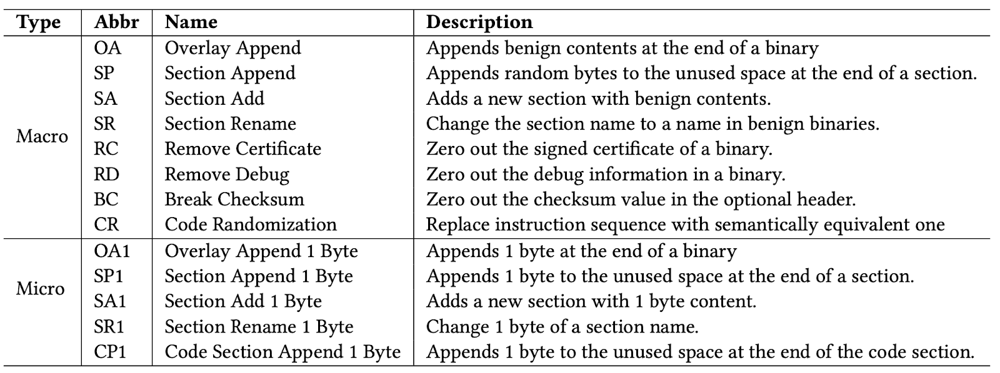 Type Abbr Name Description
OA Overlay Append Appends benign contents at the end of a binary
SP Section Append Appends random bytes to the unused space at the end of a section.
SA Section Add Adds a new section with benign contents.
SR Section Rename Change the section name to a name in benign binaries.
Macro
RC Remove Certificate Zero out the signed certificate of a binary.
RD Remove Debug Zero out the debug information in a binary.
BC Break Checksum Zero out the checksum value in the optional header.
CR Code Randomization Replace instruction sequence with semantically equivalent one
OA1 Overlay Append 1 Byte Appends 1 byte at the end of a binary
SP1 Section Append 1 Byte Appends 1 byte to the unused space at the end of a section.
Micro
SA1 Section Add 1 Byte Adds a new section with 1 byte content.
SR1 Section Rename 1 Byte Change 1 byte of a section name.
CP1 Code Section Append 1 Byte Appends 1 byte to the unused space at the end of the code section.